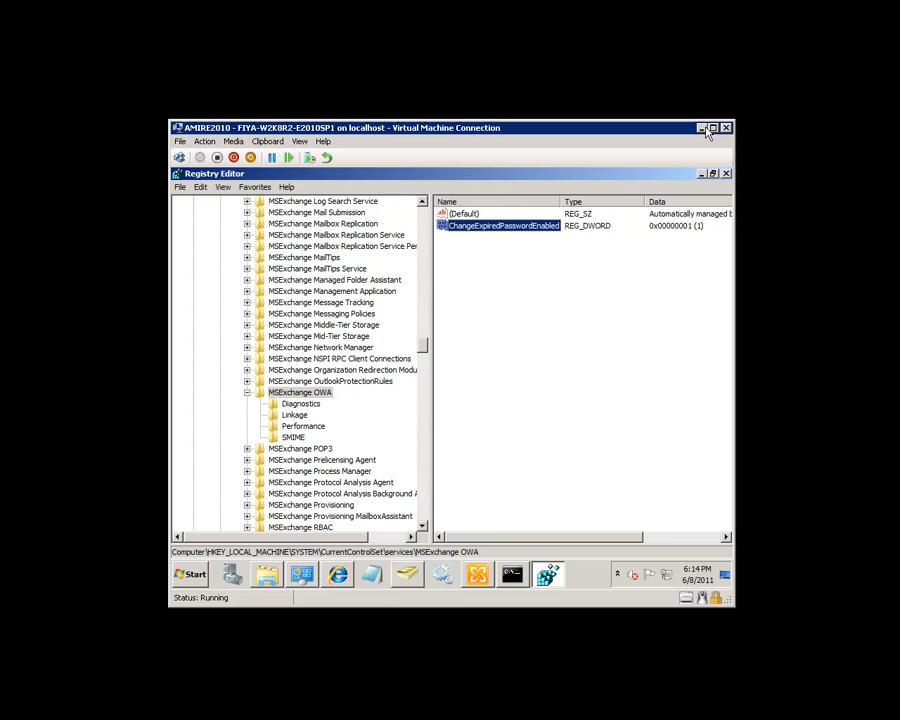 AMIRE2010 - FIYA-W2K8R2-E2010SP1 on localhost - Virtual Machine Connection
File Action Media Clipboard View Help
Registry Editor
File Edit View Favorites Help
MSExchange Log Search Service
MSExchange Mail Submission
MSExchange Mailbox Replication
MSExchange Mailbox Replication Service
MSExchange Mailbox Replication Service Per
MSExchange MailTips
MSExchange MailTips Service
MSExchange Managed Folder Assistant
MSExchange Management Application
MSExchange Message Tracking
MSExchange Messaging Policies
MSExchange Middle-Tier Storage
MSExchange Mid-Tier Storage
MSExchange Network Manager
MSExchange NSPI RPC Client Connections
MSExchange Organization Redirection Modu
MSExchange OutlookProtectionRules
MSExchange OWA
Diagnostics
Linkage
Performance
SMIME
MSExchange POP3
MSExchange Prelicensing Agent
MSExchange Process Manager
MSExchange Protocol Analysis Agent
MSExchange Protocol Analysis Background A
MSExchange Provisioning
MSExchange Provisioning MailboxAssistant
MSExchange RBAC
Name Type Data
(Default) REG_SZ Automatically managed b
ChangeExpiredPasswordEnabled REG_DWORD 0x00000001 (1)
Computer\HKEY_LOCAL_MACHINE\SYSTEM\CurrentControlSet\services\MSExchange OWA
Start
6:14 PM
6/8/2011
Status: Running